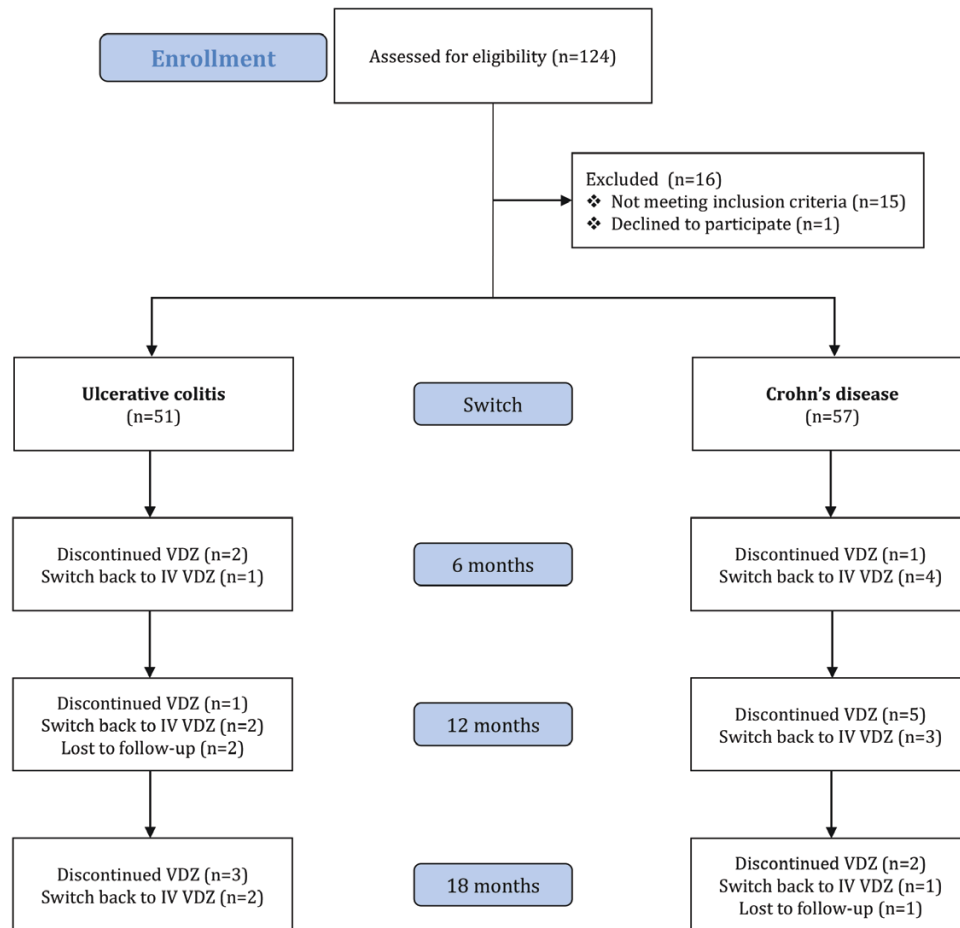 Enrollment
Assessed for eligibility (n=124)
Excluded (n=16)
❖ Not meeting inclusion criteria (n=15)
❖ Declined to participate (n=1)
Ulcerative colitis
(n=51)
Switch
Crohn's disease
(n=57)
Discontinued VDZ (n=2)
Switch back to IV VDZ (n=1)
6 months
Discontinued VDZ (n=1)
Switch back to IV VDZ (n=4)
Discontinued VDZ (n=1)
Switch back to IV VDZ (n=2)
Lost to follow-up (n=2)
12 months
Discontinued VDZ (n=5)
Switch back to IV VDZ (n=3)
Discontinued VDZ (n=3)
Switch back to IV VDZ (n=2)
18 months
Discontinued VDZ (n=2)
Switch back to IV VDZ (n=1)
Lost to follow-up (n=1)